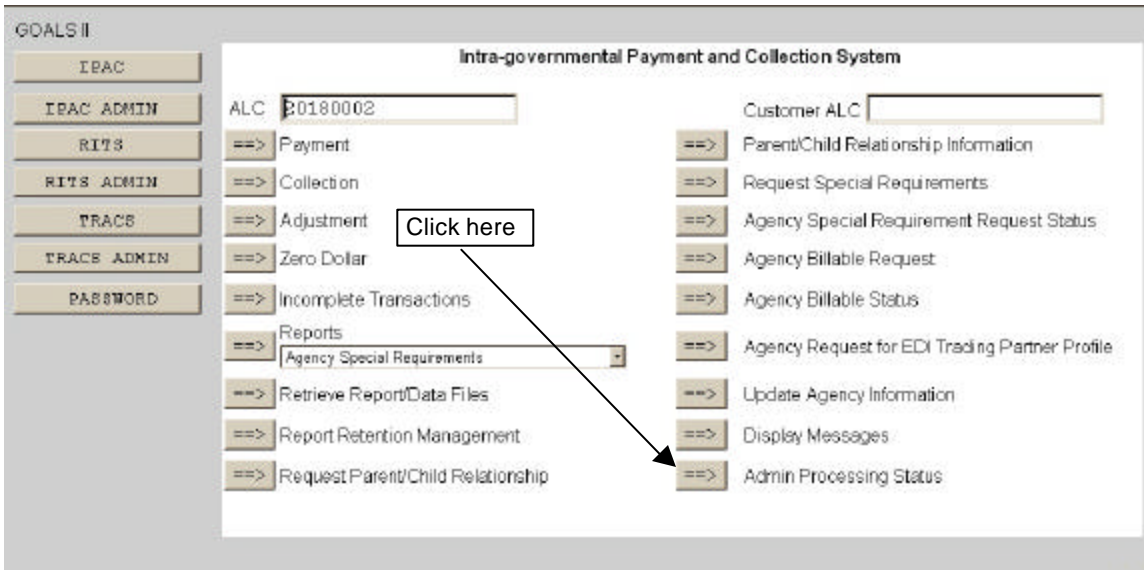 GOALS II
Intra-governmental Payment and Collection System
IPAC
IPAC ADMIN
RITS
RITS ADMIN
TRACS
TRACS ADMIN
PASSWORD
ALC 20180002
Customer ALC
==> Payment
==> Parent/Child Relationship Information
==> Collection
==> Request Special Requirements
==> Adjustment
==> Agency Special Requirement Request Status
Click here
==> Zero Dollar
==> Agency Billable Request
==> Incomplete Transactions
==> Agency Billable Status
==> Reports
Agency Special Requirements
==> Agency Request for EDI Trading Partner Profile
==> Retrieve Report/Data Files
==> Update Agency Information
==> Report Retention Management
==> Display Messages
==> Request Parent/Child Relationship
==> Admin Processing Status